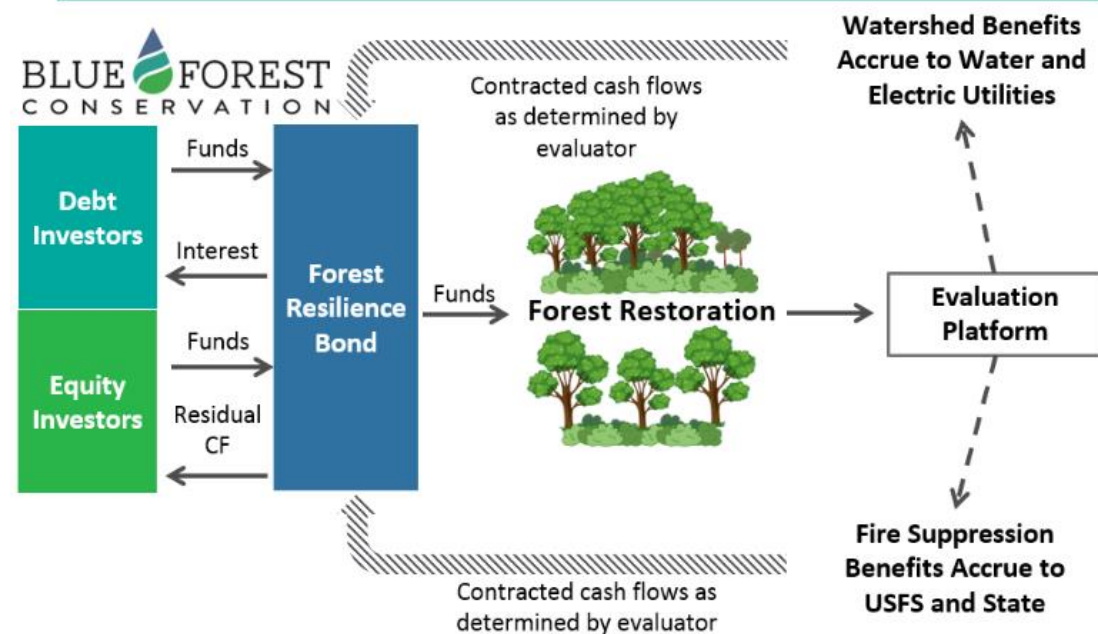 BLUE FOREST
CONSERVATION
Debt
Investors
Equity
Investors
Funds
Interest
Funds
Residual
CF
Forest
Resilience
Bond
Funds
Contracted cash flows
as determined by
evaluator
Forest Restoration
Contracted cash flows as
determined by evaluator
Watershed Benefits
Accrue to Water and
Electric Utilities
Evaluation
Platform
Fire Suppression
Benefits Accrue to
USFS and State